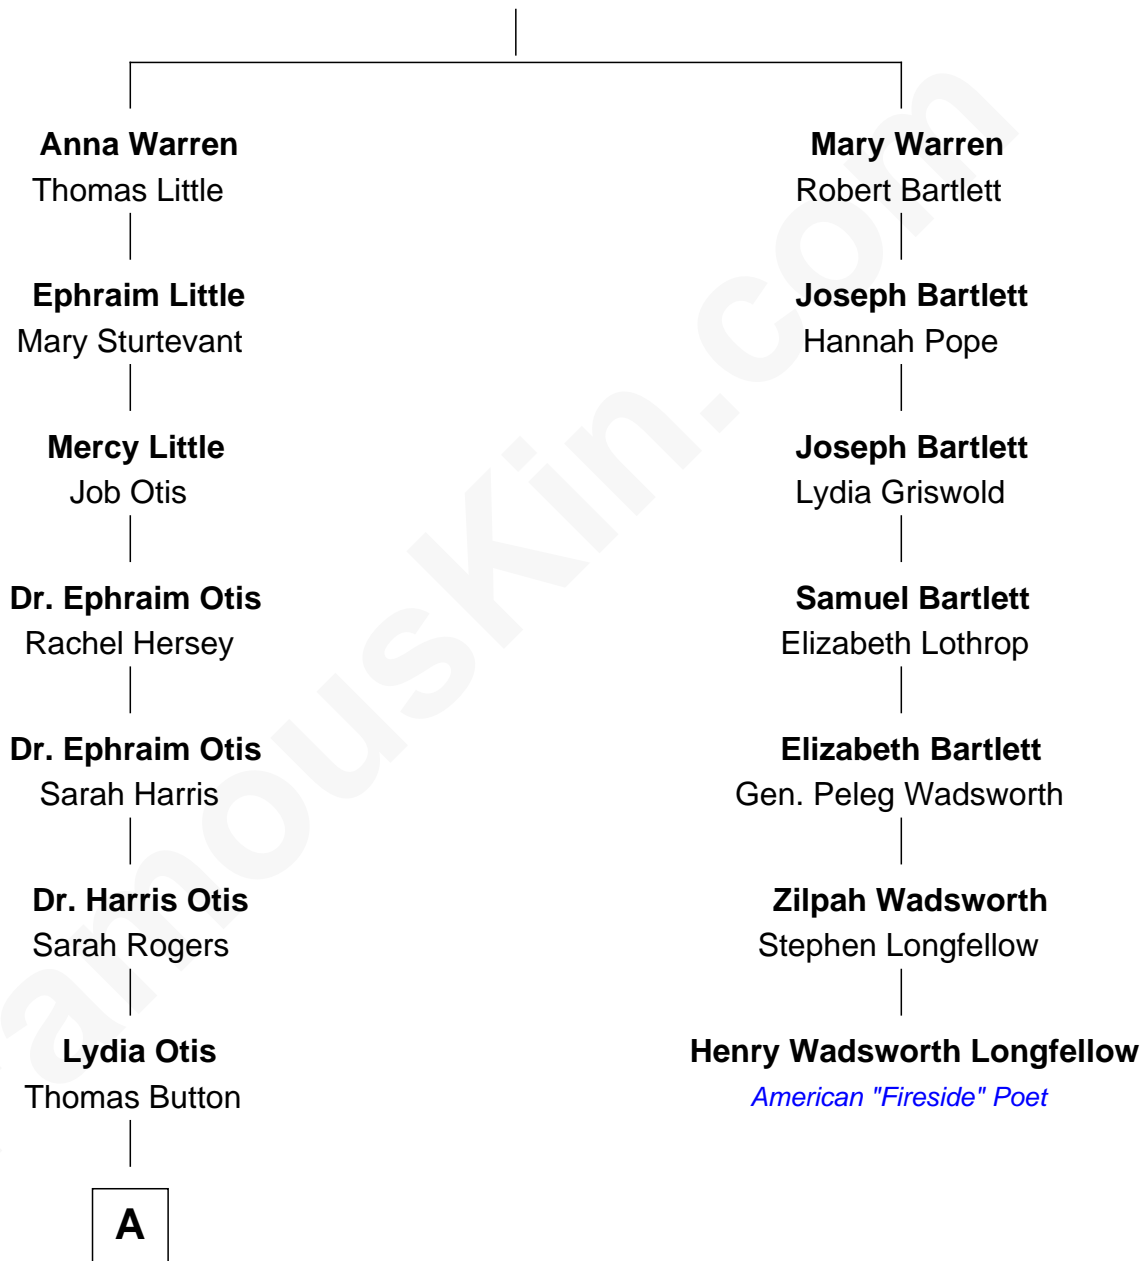 Anna Warren
Thomas Little
Ephraim Little
Mary Sturtevant
Mercy Little
Job Otis
Dr. Ephraim Otis
Rachel Hersey
Dr. Ephraim Otis
Sarah Harris
Dr. Harris Otis
Sarah Rogers
Lydia Otis
Thomas Button
A
Mary Warren
Robert Bartlett
Joseph Bartlett
Hannah Pope
Joseph Bartlett
Lydia Griswold
Samuel Bartlett
Elizabeth Lothrop
Elizabeth Bartlett
Gen. Peleg Wadsworth
Zilpah Wadsworth
Stephen Longfellow
Henry Wadsworth Longfellow
American "Fireside" Poet
amousKin.com